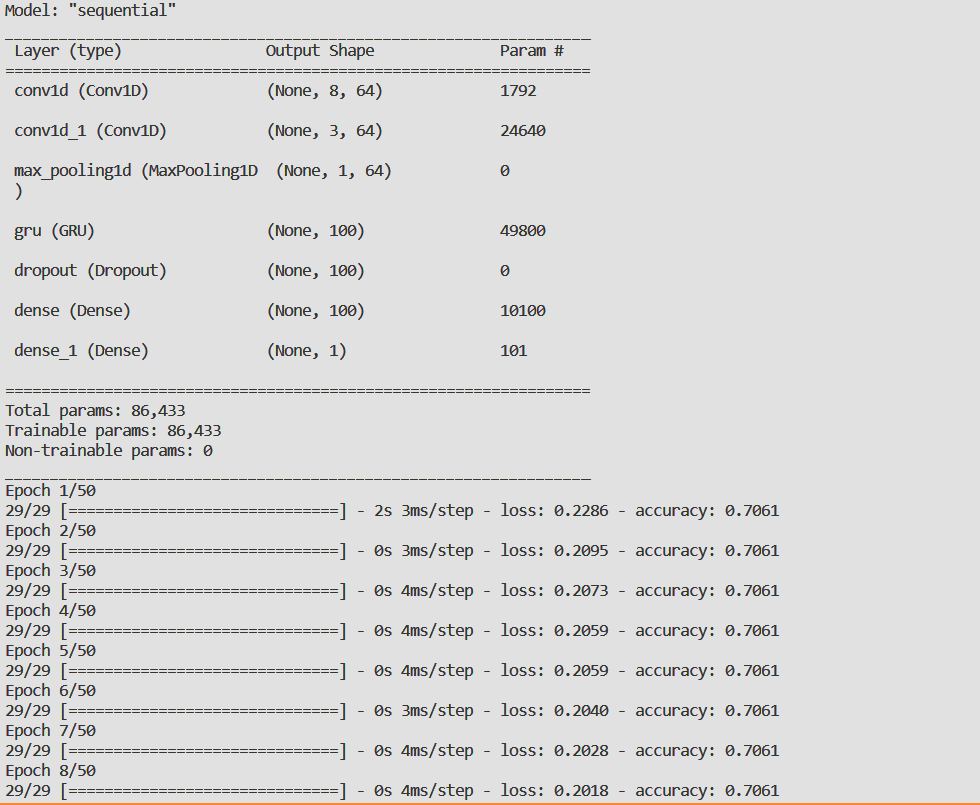 Model: "sequential"
_________________________________________________________________
Layer (type) Output Shape Param #
=================================================================
conv1d (Conv1D) (None, 8, 64) 1792
conv1d_1 (Conv1D) (None, 3, 64) 24640
max_pooling1d (MaxPooling1D (None, 1, 64) 0
)
gru (GRU) (None, 100) 49800
dropout (Dropout) (None, 100) 0
dense (Dense) (None, 100) 10100
dense_1 (Dense) (None, 1) 101
=================================================================
Total params: 86,433
Trainable params: 86,433
Non-trainable params: 0
_________________________________________________________________
Epoch 1/50
29/29 [==============================] - 2s 3ms/step - loss: 0.2286 - accuracy: 0.7061
Epoch 2/50
29/29 [==============================] - 0s 3ms/step - loss: 0.2095 - accuracy: 0.7061
Epoch 3/50
29/29 [==============================] - 0s 4ms/step - loss: 0.2073 - accuracy: 0.7061
Epoch 4/50
29/29 [==============================] - 0s 4ms/step - loss: 0.2059 - accuracy: 0.7061
Epoch 5/50
29/29 [==============================] - 0s 4ms/step - loss: 0.2059 - accuracy: 0.7061
Epoch 6/50
29/29 [==============================] - 0s 3ms/step - loss: 0.2040 - accuracy: 0.7061
Epoch 7/50
29/29 [==============================] - 0s 4ms/step - loss: 0.2028 - accuracy: 0.7061
Epoch 8/50
29/29 [==============================] - 0s 4ms/step - loss: 0.2018 - accuracy: 0.7061